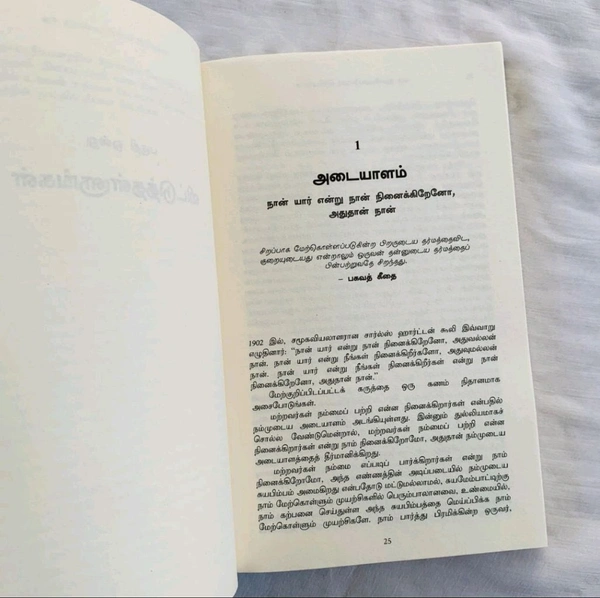 1
அடையாளம்
நான் யார் என்று நான் நினைக்கிறேனோ,
அதுதான் நான்
சிறப்பாக மேற்கொள்ளப்படுகின்ற பிறருடைய தர்மத்தைவிட,
குறையுடையது என்றாலும் ஒருவன் தன்னுடைய தர்மத்தைப்
பின்பற்றுவதே சிறந்தது.
– பகவத் கீதை
1902 இல், சமூகவியலாளரான சார்ல்ஸ் ஹார்ட்டன் கூலி இவ்வாறு
எழுதினார்: "நான் யார் என்று நான் நினைக்கிறேனோ, அதுவல்லன்
நான். நான் யார் என்று நீங்கள் நினைக்கிறீர்களோ, அதுவுமல்லன்
நான். நான் யார் என்று நீங்கள் நினைக்கிறீர்கள் என்று நான்
நினைக்கிறேனோ, அதுதான் நான்."
மேற்குறிப்பிடப்பட்டக் கருத்தை ஒரு கணம் நிதானமாக
அசைபோடுங்கள்.
மற்றவர்கள் நம்மைப் பற்றி என்ன நினைக்கிறார்கள் என்பதில்
நம்முடைய அடையாளம் அடங்கியுள்ளது. இன்னும் துல்லியமாகச்
சொல்ல வேண்டுமென்றால், மற்றவர்கள் நம்மைப் பற்றி என்ன
நினைக்கிறார்கள் என்று நாம் நினைக்கிறோமோ, அதுதான் நம்முடைய
அடையாளத்தைத் தீர்மானிக்கிறது.
மற்றவர்கள் நம்மை எப்படிப் பார்க்கிறார்கள் என்று நாம்
நினைக்கிறோமோ, அந்த எண்ணத்தின் அடிப்படையில் நம்முடைய
சுயபிம்பம் அமைகிறது என்பதோடு மட்டுமல்லாமல், சுயமேம்பாட்டிற்கு
நாம் மேற்கொள்ளும் முயற்சிகளில் பெரும்பாலானவை, உண்மையில்,
நாம் கற்பனை செய்துள்ள அந்த சுயபிம்பத்தை மெய்ப்பிக்க நாம்
மேற்கொள்ளும் முயற்சிகளே. நாம் பார்த்து பிரமிக்கின்ற ஒருவர்,
25